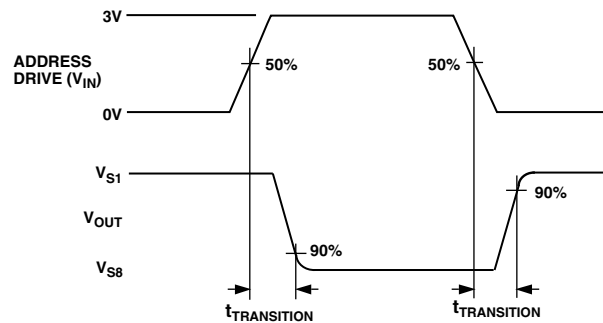 3V
ADDRESS
DRIVE (VIN)
50%
50%
0V
VS1
VOUT
90%
90%
VS8
tTRANSITION
tTRANSITION